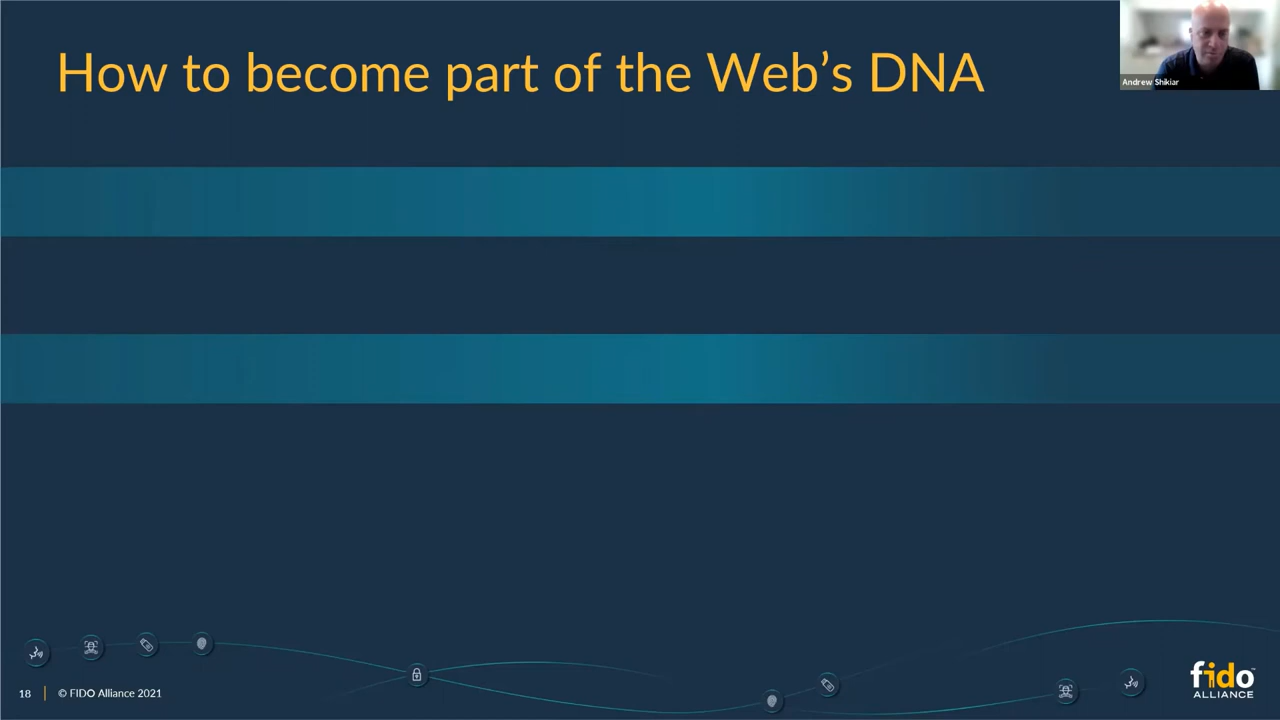 How to become part of the Web’s DNA
Andrew Shikiar
18
© FIDO Alliance 2021
fido
ALLIANCE